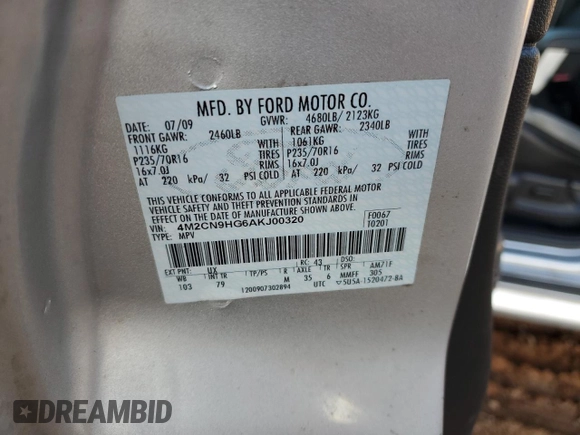 MFD. BY FORD MOTOR CO.
DATE: 07/09 GVWR: 4680LB/ 2123KG
FRONT GAWR: 2460LB REAR GAWR: 2340LB
1116KG WITH 1061KG WITH
P235/70R16 TIRES P235/70R16 TIRES
16x7.0J RIMS 16x7.0J RIMS
AT 220 kPa/ 32 PSI COLD AT 220 kPa/ 32 PSI COLD
THIS VEHICLE CONFORMS TO ALL APPLICABLE FEDERAL MOTOR
VEHICLE SAFETY AND THEFT PREVENTION STANDARDS IN EFFECT
ON THE DATE OF MANUFACTURE SHOWN ABOVE.
VIN: 4M2CN9HG6AKJ00320 F0067
TYPE: MPV 10201
EXT PNT: UX RC: 43 DSO:
WB INT TR TP/PS R AXLE TR SPR AM71F
103 79 M 35 6 MMFF 305
1200907302894 UTC ▽5U5A-1520472-BA
DREAMBID